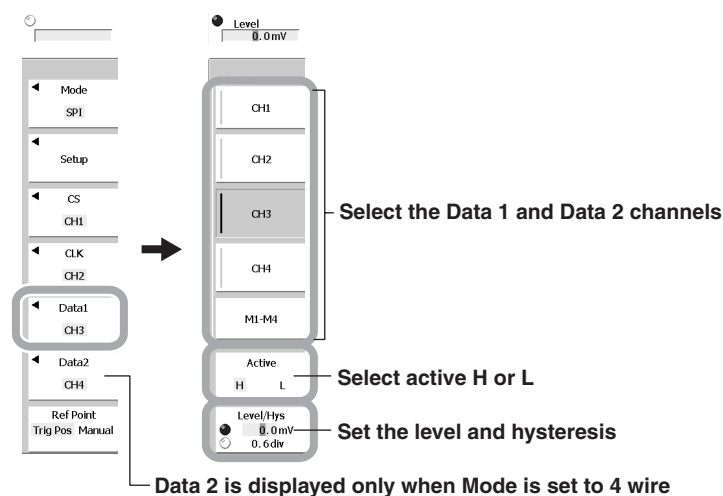 Level
0.0mV
Mode
SPI
Setup
CS
CH1
CLK
CH2
Data1
CH3
Data2
CH4
Ref Point
Trig Pos Manual
CH1
CH2
CH3
CH4
M1-M4
Select the Data 1 and Data 2 channels
Active
H L
Select active H or L
Level/Hys
0.0mV
0.6div
Set the level and hysteresis
Data 2 is displayed only when Mode is set to 4 wire